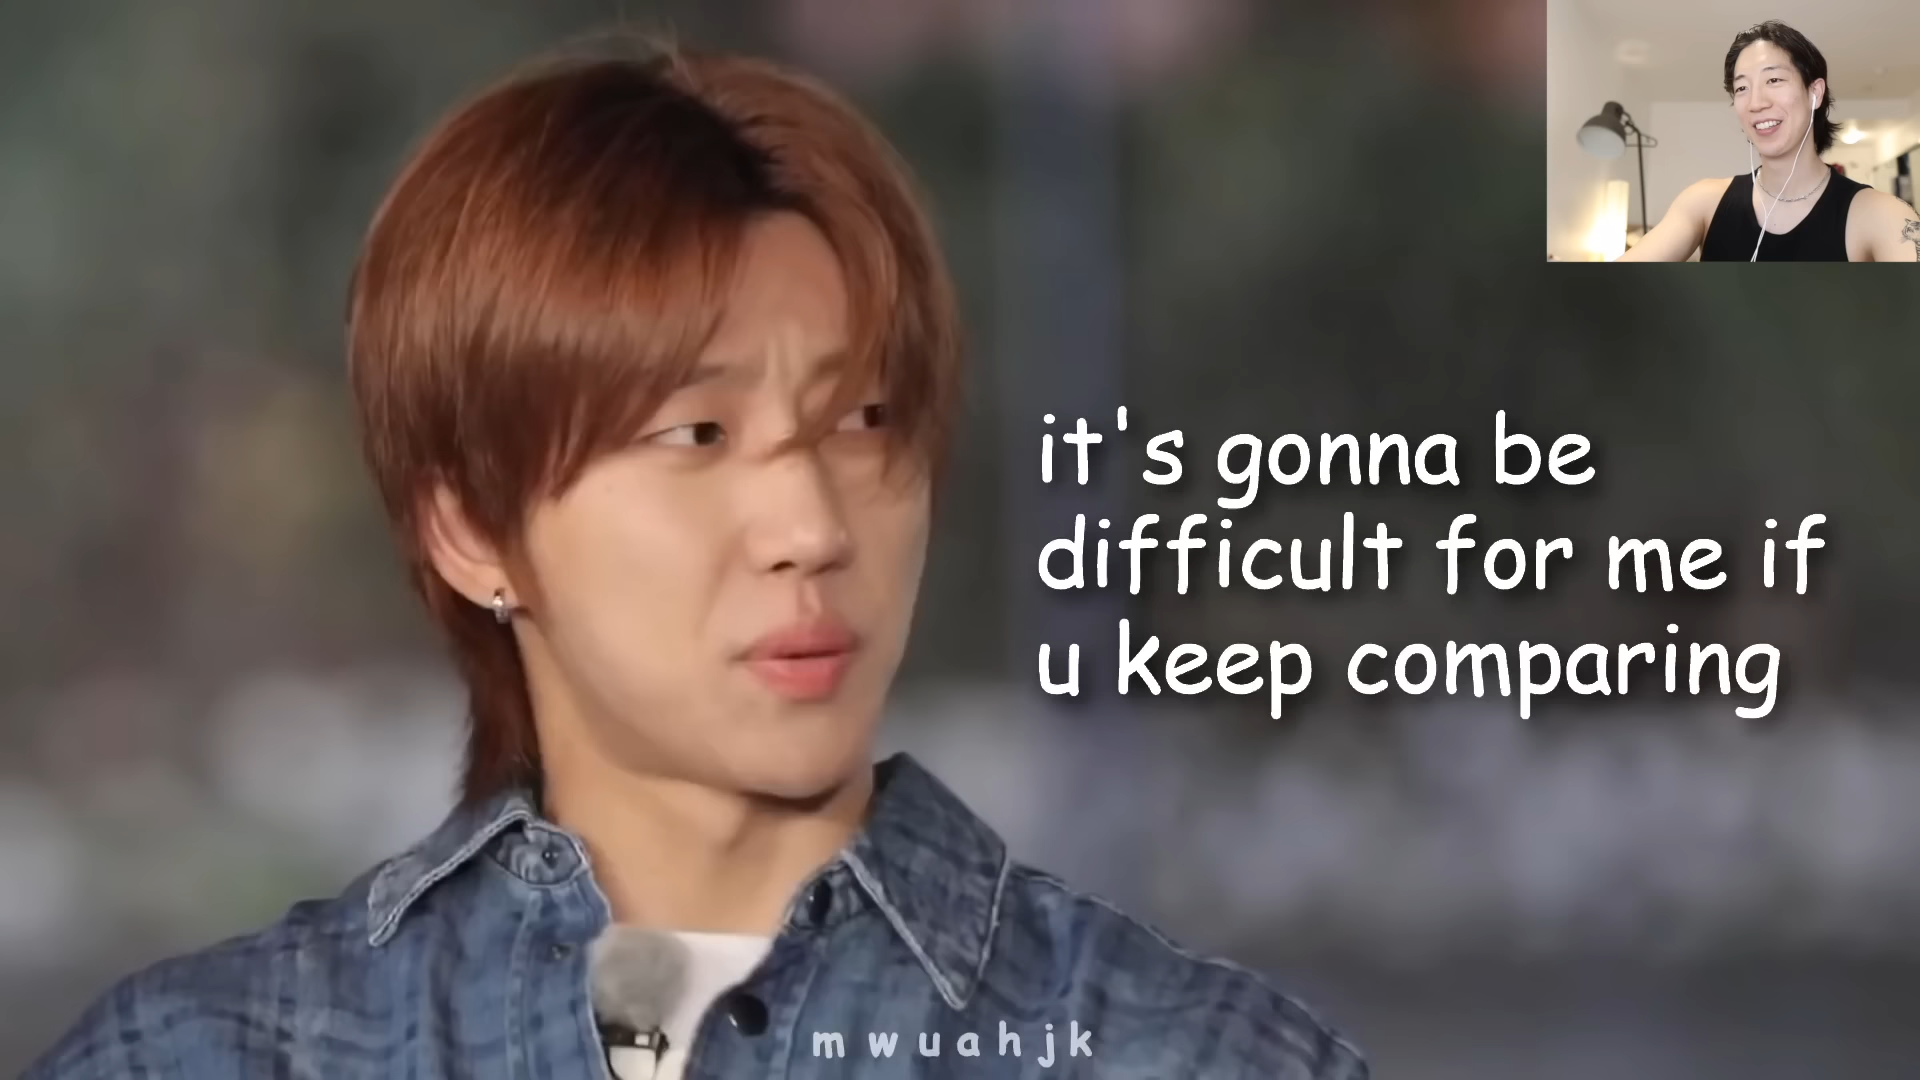 it's gonna be
difficult for me if
u keep comparing
mwuahjk